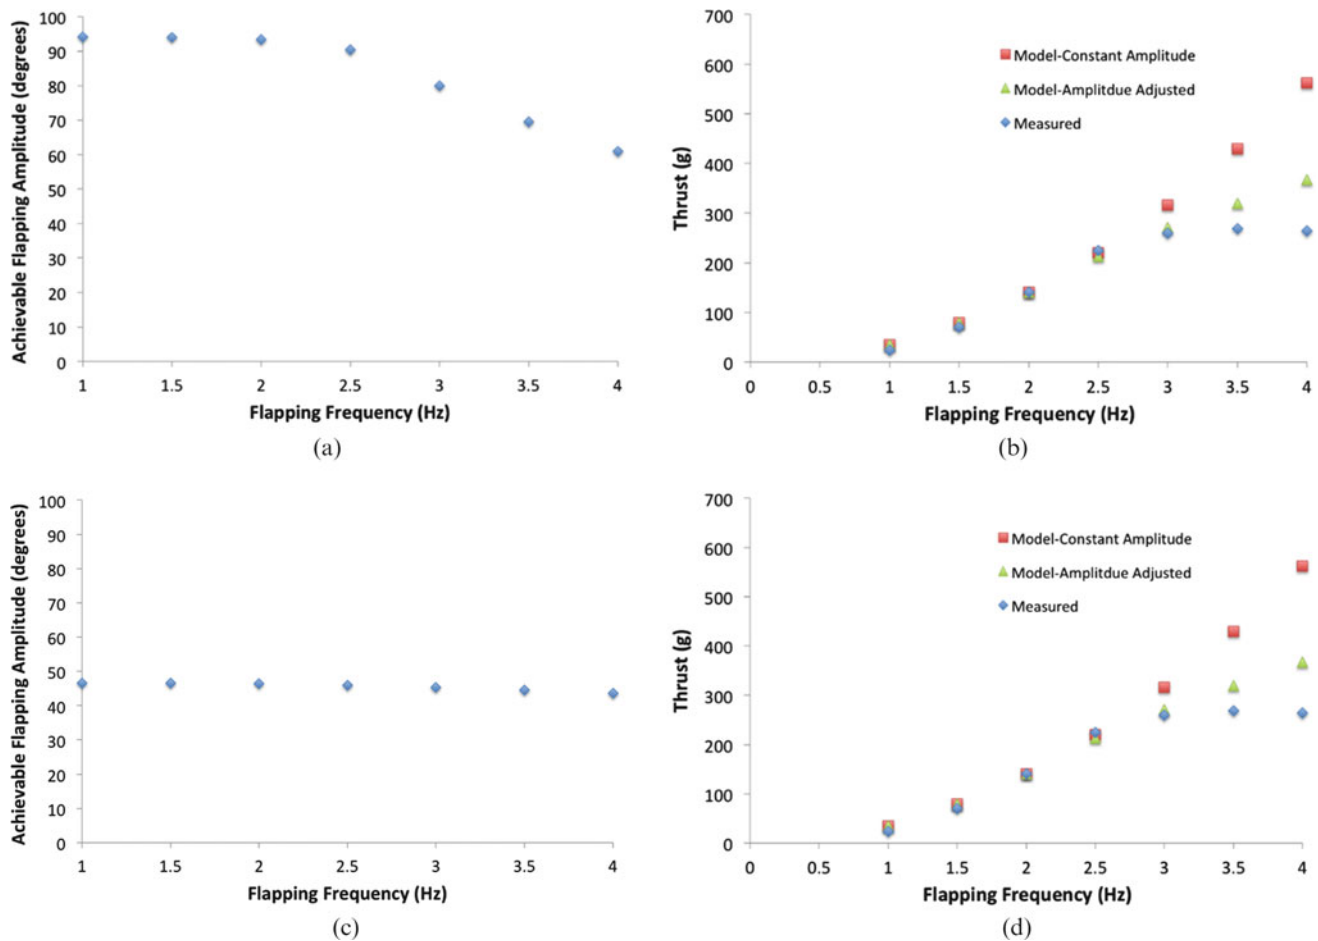 100
90
80
70
60
50
40
30
20
10
0
Achievable Flapping Amplitude (degrees)
1 1.5 2 2.5 3 3.5 4
Flapping Frequency (Hz)
(a)
700
600
500
400
300
200
100
0
Thrust (g)
Model-Constant Amplitude
Model-Amplitdue Adjusted
Measured
0 0.5 1 1.5 2 2.5 3 3.5 4
Flapping Frequency (Hz)
(b)
100
90
80
70
60
50
40
30
20
10
0
Achievable Flapping Amplitude (degrees)
1 1.5 2 2.5 3 3.5 4
Flapping Frequency (Hz)
(c)
700
600
500
400
300
200
100
0
Thrust (g)
Model-Constant Amplitude
Model-Amplitdue Adjusted
Measured
0 0.5 1 1.5 2 2.5 3 3.5 4
Flapping Frequency (Hz)
(d)